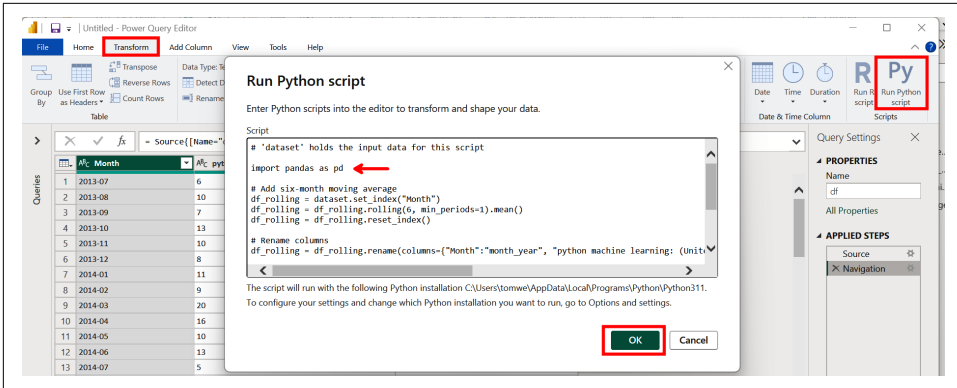 Untitled - Power Query Editor
File Home Transform Add Column View Tools Help
Group By
Use First Row as Headers
Transpose
Reverse Rows
Count Rows
Table
Data Type:
Detect
Rename
Date
Time
Duration
Date & Time Column
Run R script
Run Python script
Scripts
Queries
= Source{[Name="
ABC Month
ABC
1 2013-07 6
2 2013-08 10
3 2013-09 7
4 2013-10 13
5 2013-11 10
6 2013-12 8
7 2014-01 11
8 2014-02 9
9 2014-03 20
10 2014-04 16
11 2014-05 10
12 2014-06 13
13 2014-07 5
Run Python script
Enter Python scripts into the editor to transform and shape your data.
Script
# 'dataset' holds the input data for this script
import pandas as pd
# Add six-month moving average
df_rolling = dataset.set_index("Month")
df_rolling = df_rolling.rolling(6, min_periods=1).mean()
df_rolling = df_rolling.reset_index()
# Rename columns
df_rolling = df_rolling.rename(columns={"Month":"month_year", "python machine learning: (Unit
The script will run with the following Python installation C:\Users\tomwe\AppData\Local\Programs\Python\Python311.
To configure your settings and change which Python installation you want to run, go to Options and settings.
OK
Cancel
Query Settings
PROPERTIES
Name
df
All Properties
APPLIED STEPS
Source
Navigation